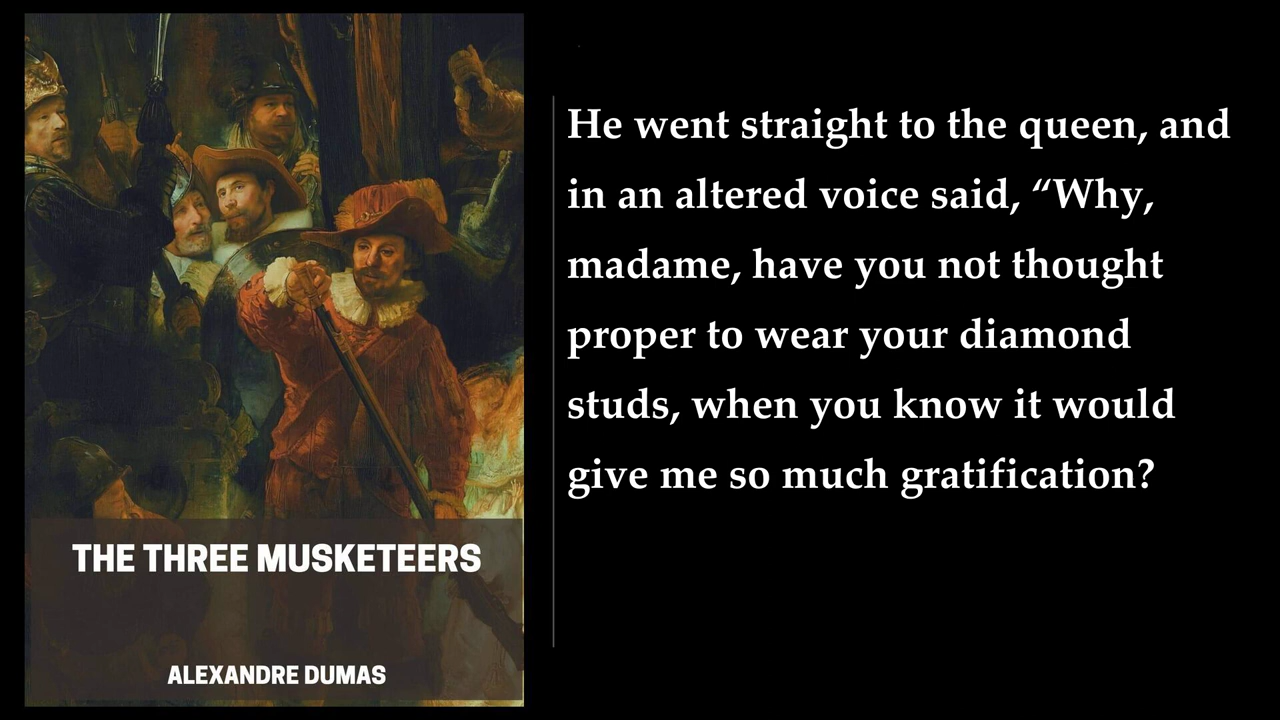 He went straight to the queen, and
in an altered voice said, “Why,
madame, have you not thought
proper to wear your diamond
studs, when you know it would
give me so much gratification?
THE THREE MUSKETEERS
ALEXANDRE DUMAS